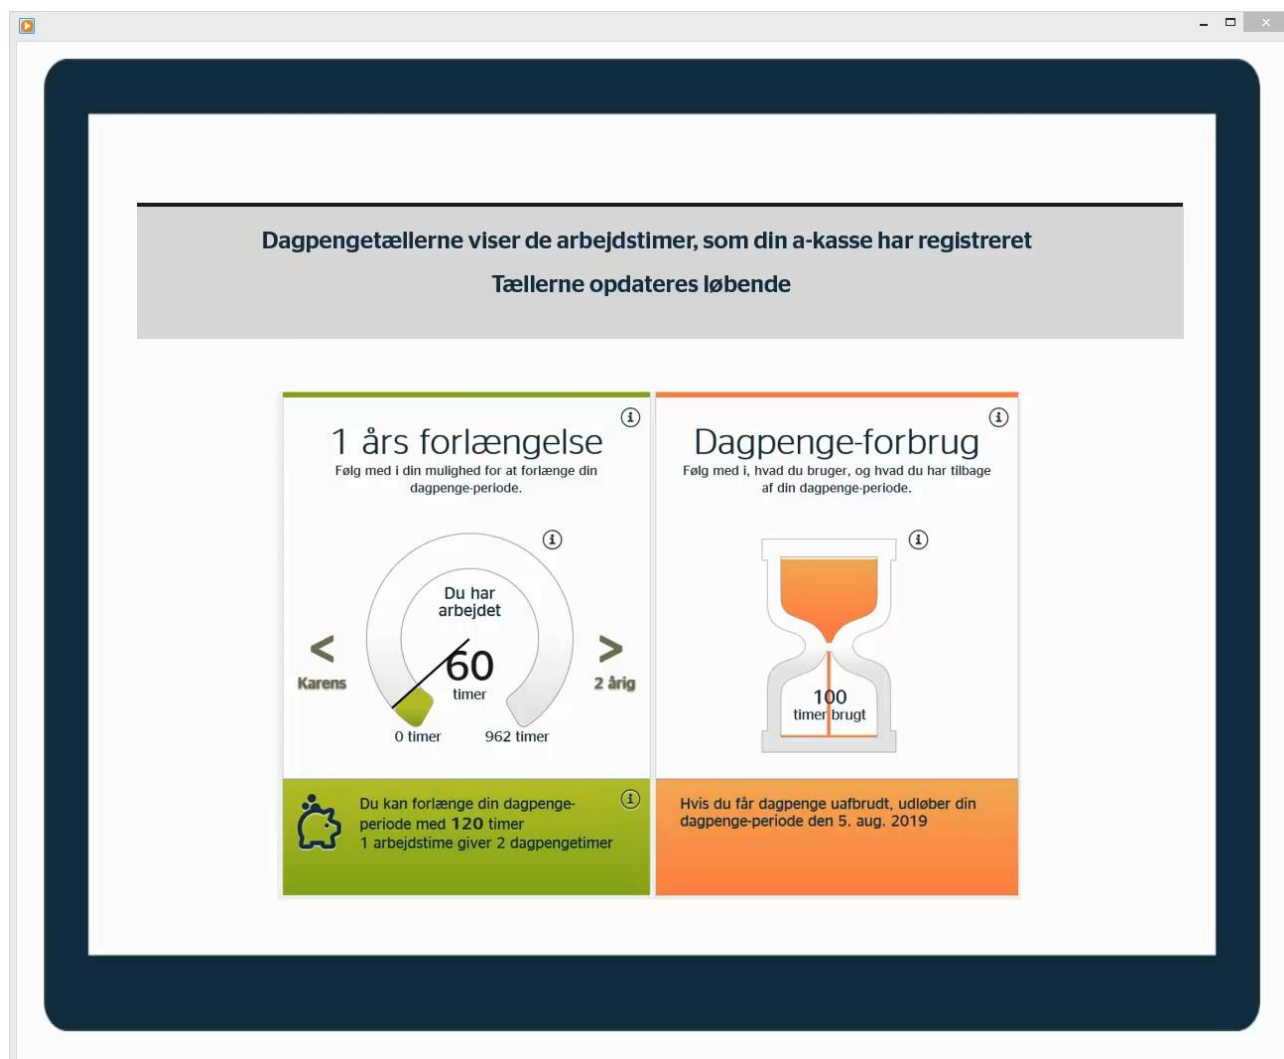 Dagpengetællerne viser de arbejdstimer, som din a-kasse har registreret
Tællerne opdateres løbende
1 års forlængelse
Følg med i din mulighed for at forlænge din
dagpenge-periode.
Du har
arbejdet
60
timer
<
Karens
>
2 årig
0 timer
962 timer
Du kan forlænge din dagpenge-
periode med 120 timer
1 arbejdstime giver 2 dagpengetimer
Dagpenge-forbrug
Følg med i, hvad du bruger, og hvad du har tilbage
af din dagpenge-periode.
100
timer brugt
Hvis du får dagpenge uafbrudt, udløber din
dagpenge-periode den 5. aug. 2019